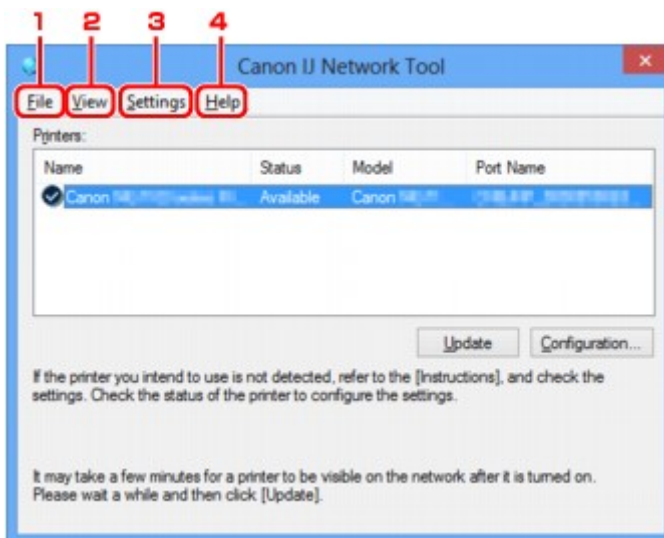 1 2 3 4
Canon IJ Network Tool
File View Settings Help
Printers:
Name Status Model Port Name
Canon Available Canon
Update Configuration...
If the printer you intend to use is not detected, refer to the [Instructions], and check the
settings. Check the status of the printer to configure the settings.
It may take a few minutes for a printer to be visible on the network after it is turned on.
Please wait a while and then click [Update].